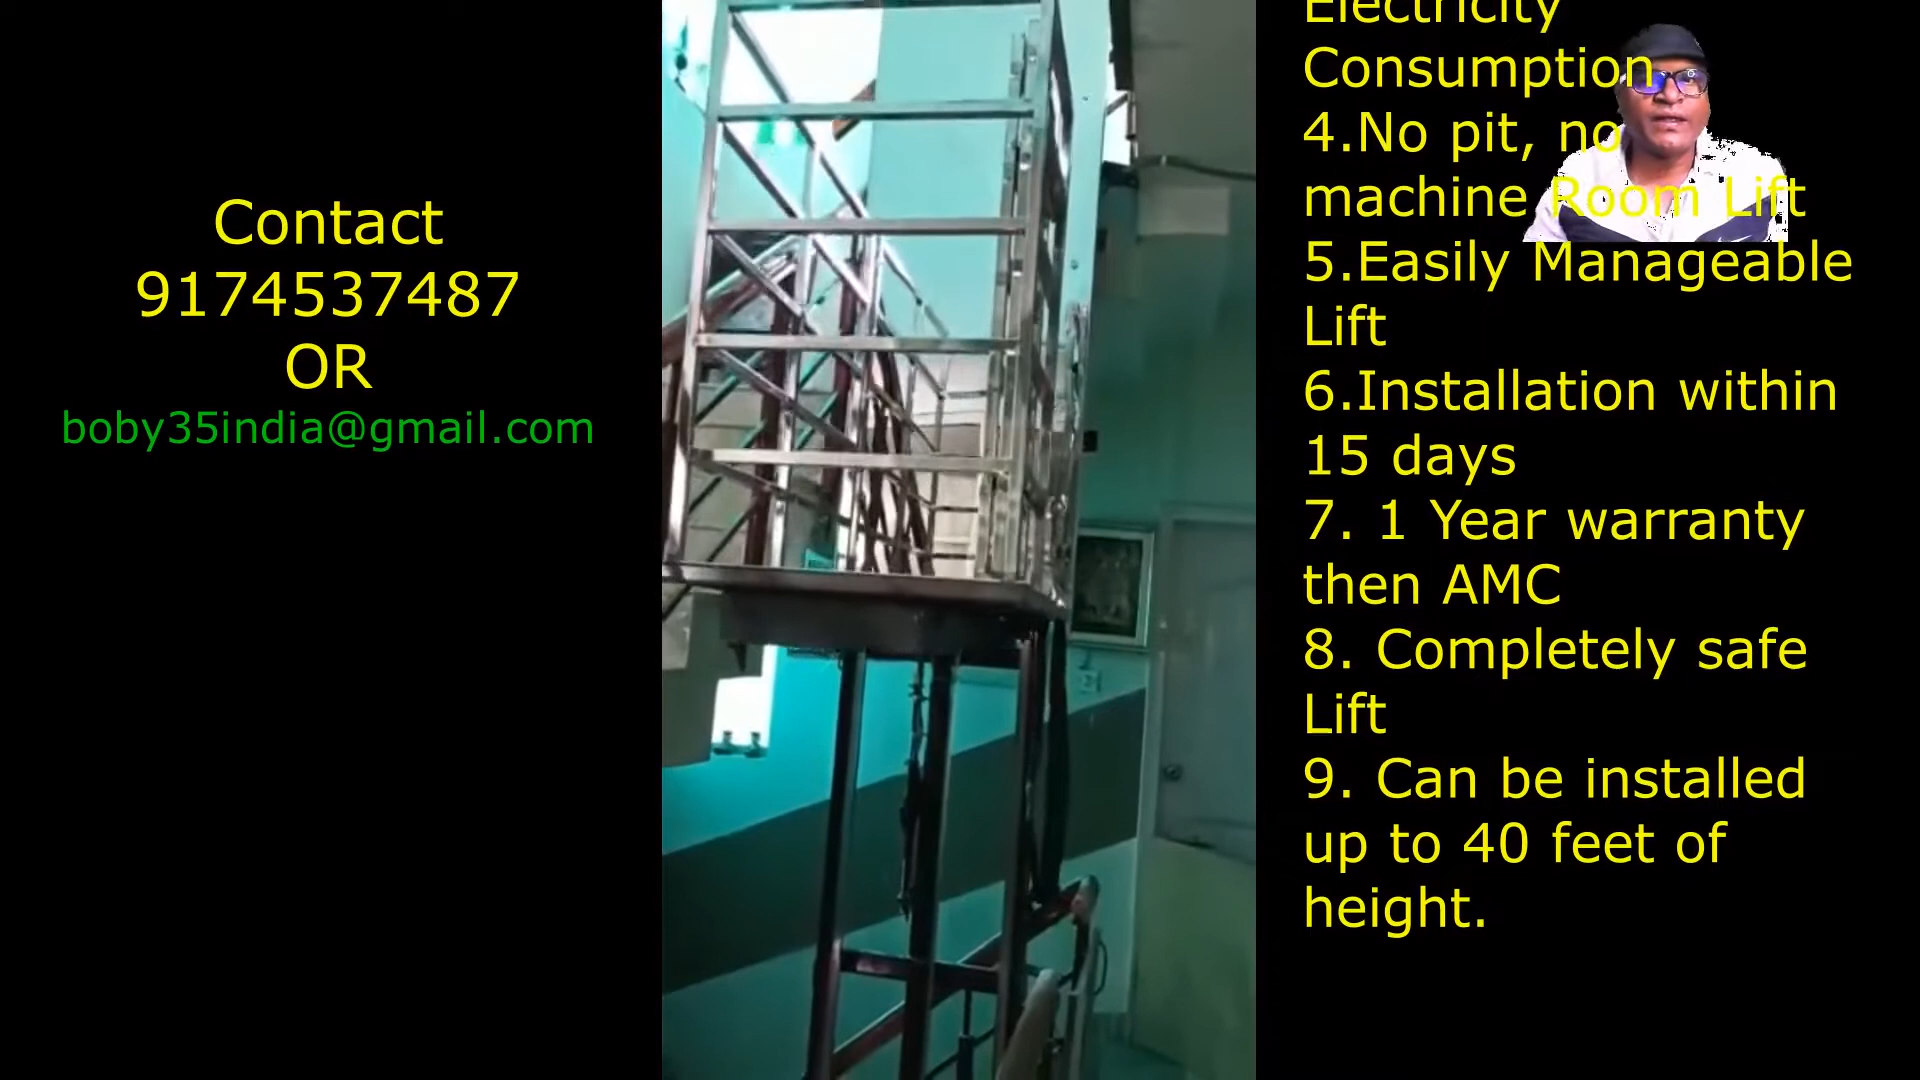 Contact
9174537487
OR
boby35india@gmail.com
Electricity
Consumption
4.No pit, no
machine Room Lift
5.Easily Manageable
Lift
6.Installation within
15 days
7. 1 Year warranty
then AMC
8. Completely safe
Lift
9. Can be installed
up to 40 feet of
height.